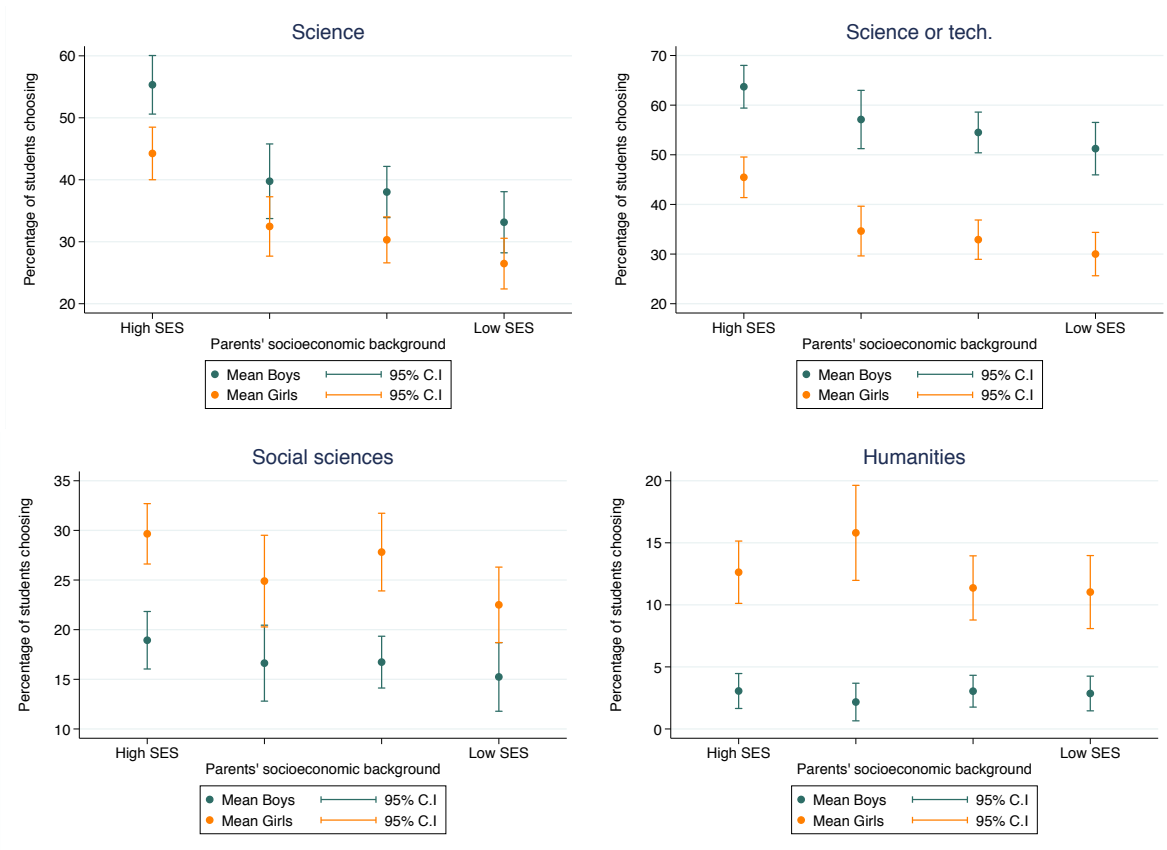 Science
Percentage of students choosing
60
50
40
30
20
High SES
Low SES
Parents' socioeconomic background
Mean Boys 95% C.I
Mean Girls 95% C.I
Science or tech.
Percentage of students choosing
70
60
50
40
30
20
High SES
Low SES
Parents' socioeconomic background
Mean Boys 95% C.I
Mean Girls 95% C.I
Social sciences
Percentage of students choosing
35
30
25
20
15
10
High SES
Low SES
Parents' socioeconomic background
Mean Boys 95% C.I
Mean Girls 95% C.I
Humanities
Percentage of students choosing
20
15
10
5
0
High SES
Low SES
Parents' socioeconomic background
Mean Boys 95% C.I
Mean Girls 95% C.I